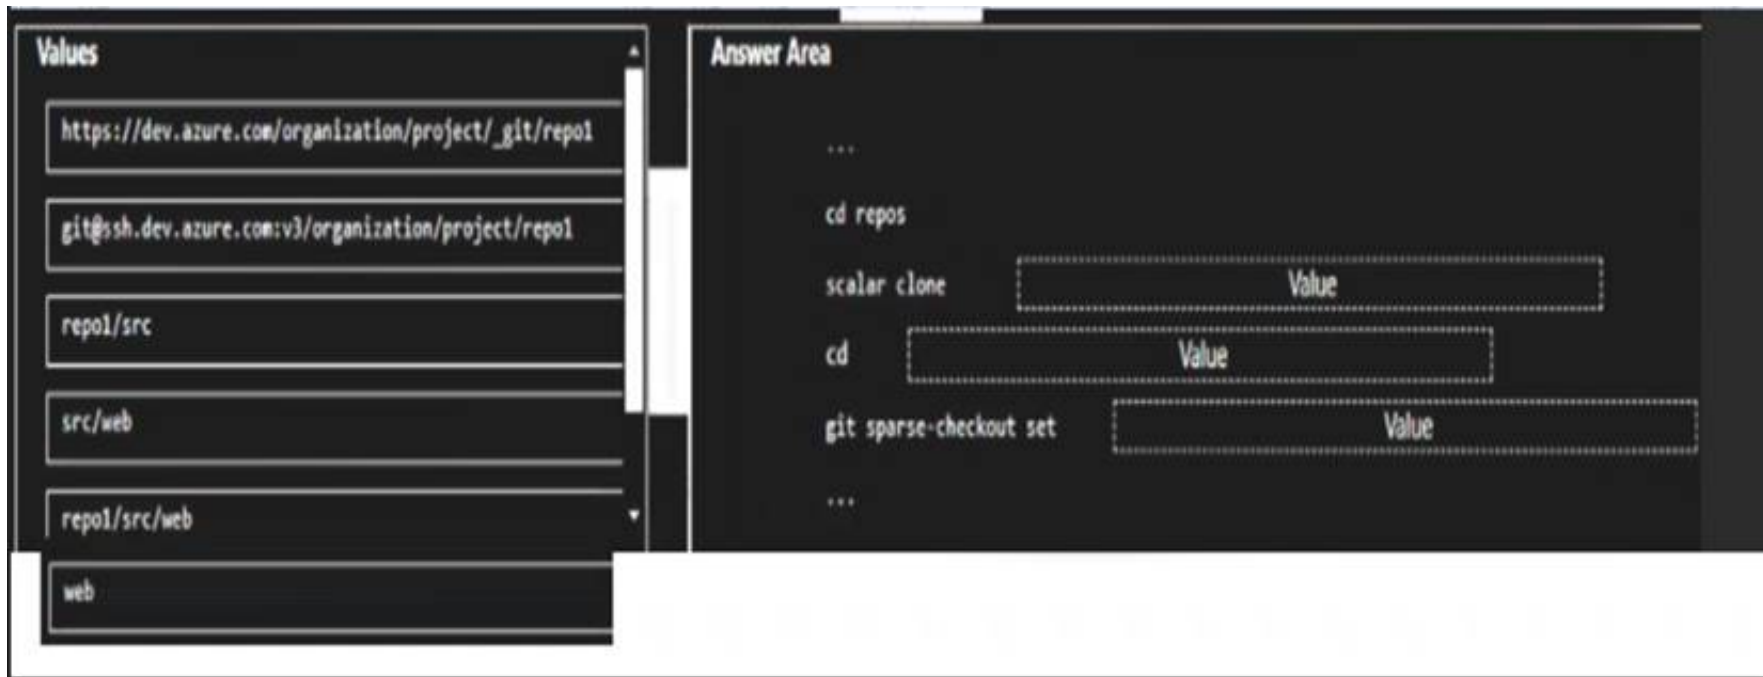 Values
https://dev.azure.com/organization/project/_git/repo1
git@ssh.dev.azure.com:v3/organization/project/repo1
repo1/src
src/web
repo1/src/web
web
Answer Area
...
cd repos
scalar clone Value
cd Value
git sparse-checkout set Value
...